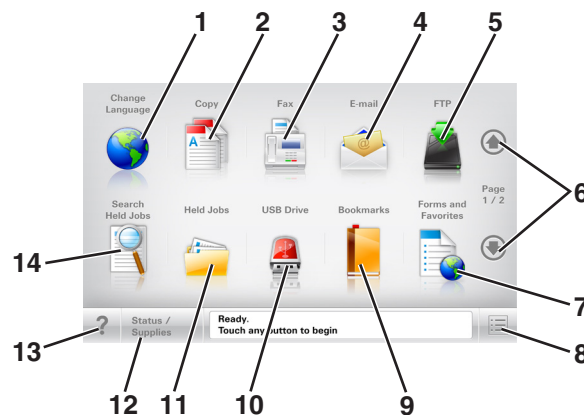 1
2
3
4
5
Change
Language
Copy
Fax
E-mail
FTP
A
@
6
Page
1 / 2
Search
Held Jobs
Held Jobs
USB Drive
Bookmarks
Forms and
Favorites
14
7
?
Status /
Supplies
Ready.
Touch any button to begin
13
12
11
10
9
8